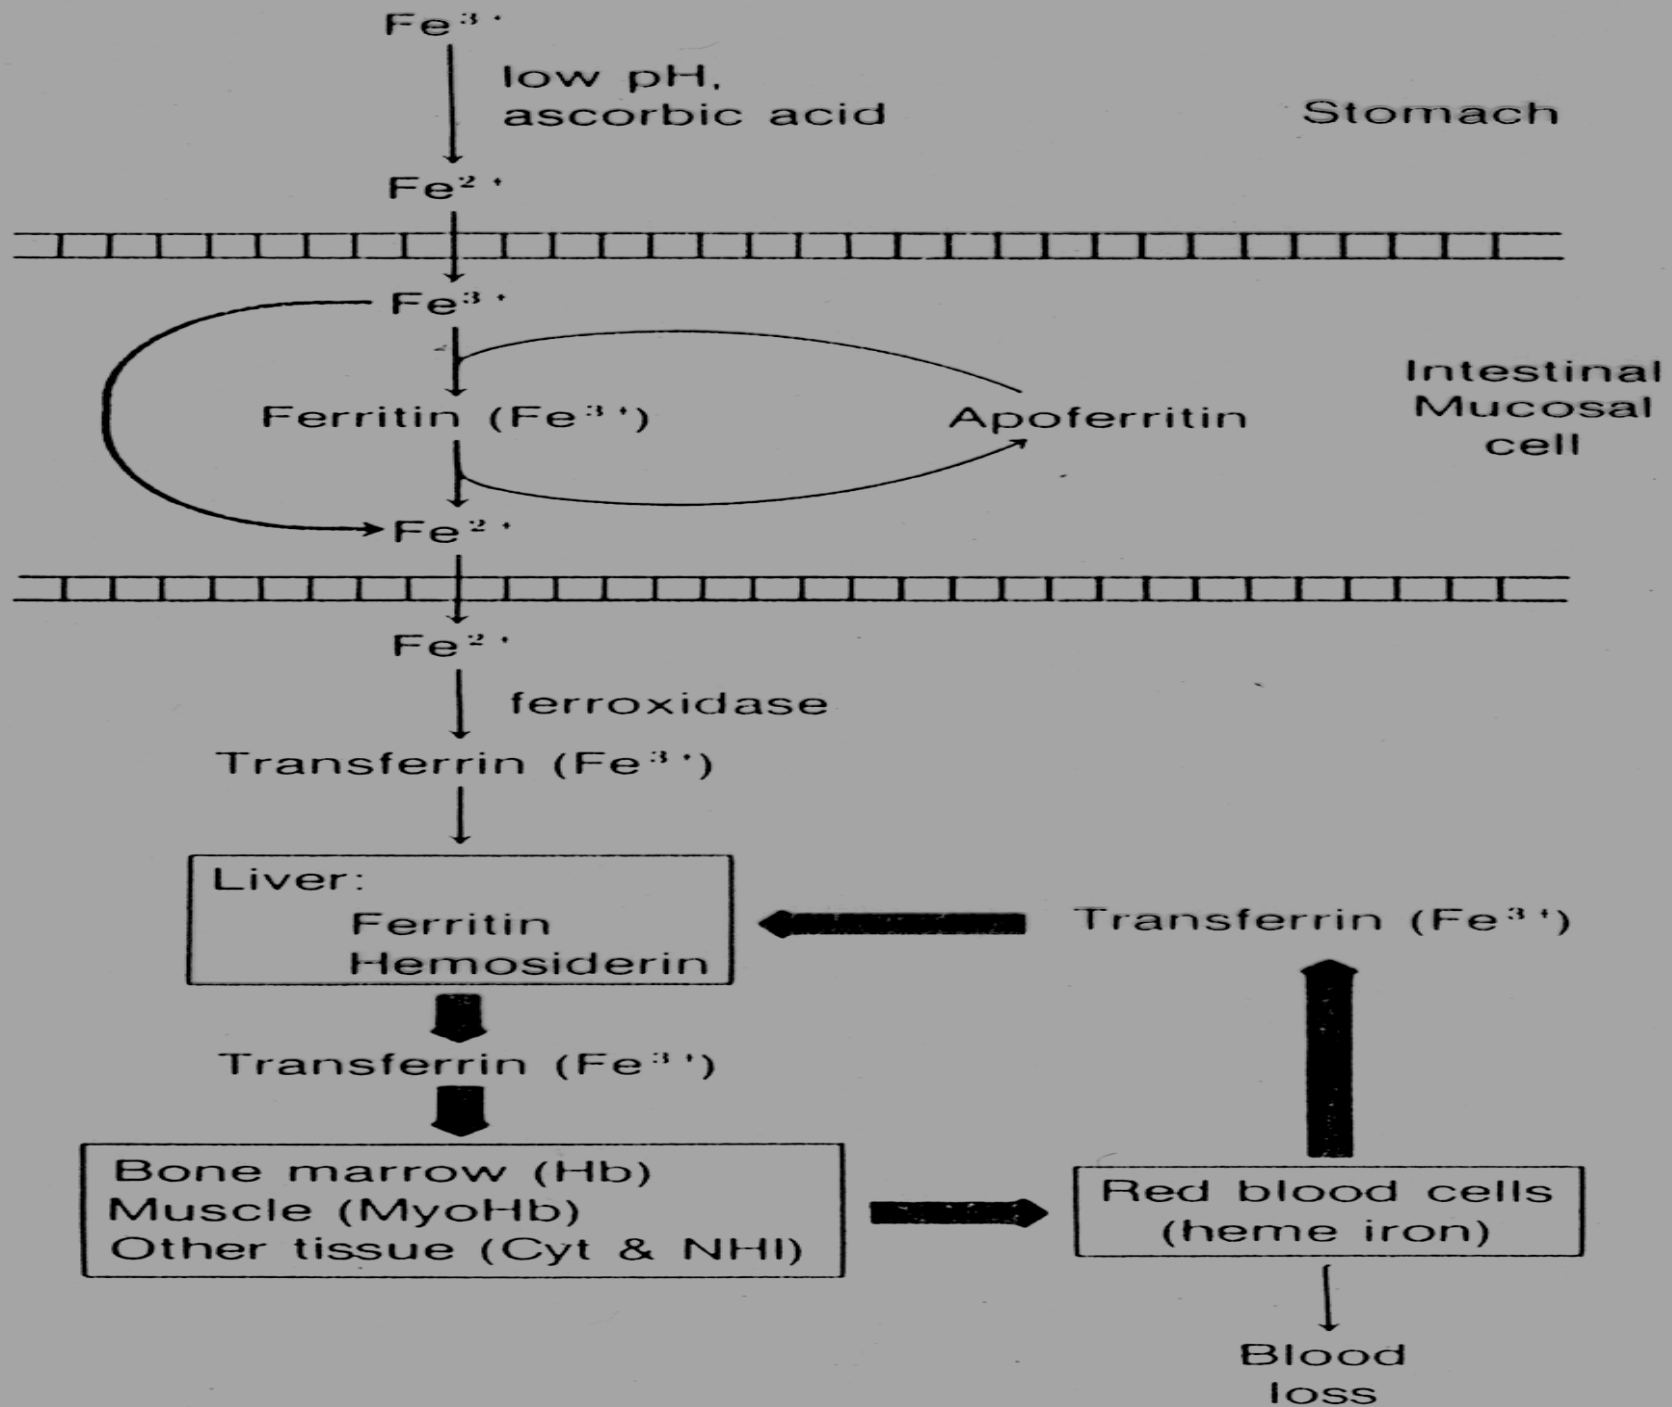 Fe³⁺
low pH,
ascorbic acid
Stomach
Fe²⁺
Fe³⁺
Intestinal
Mucosal
cell
Ferritin (Fe³⁺)
Apoferritin
Fe²⁺
Fe²⁺
ferroxidase
Transferrin (Fe³⁺)
Liver:
Ferritin
Hemosiderin
Transferrin (Fe³⁺)
Transferrin (Fe³⁺)
Bone marrow (Hb)
Muscle (MyoHb)
Other tissue (Cyt & NHI)
Red blood cells
(heme iron)
Blood
loss